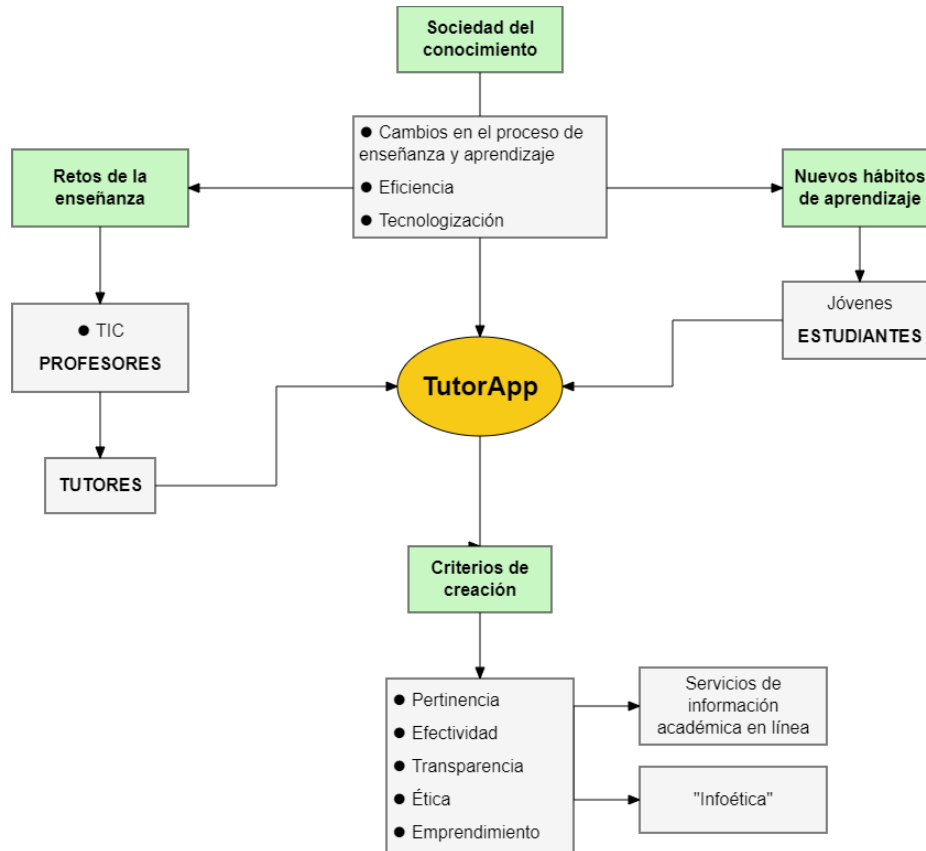 Sociedad del
conocimiento
● Cambios en el proceso de
enseñanza y aprendizaje
● Eficiencia
● Tecnologización
Retos de la
enseñanza
Nuevos hábitos
de aprendizaje
● TIC
PROFESORES
Jóvenes
ESTUDIANTES
TutorApp
TUTORES
Criterios de
creación
● Pertinencia
● Efectividad
● Transparencia
● Ética
● Emprendimiento
Servicios de
información
académica en línea
"Infoética"